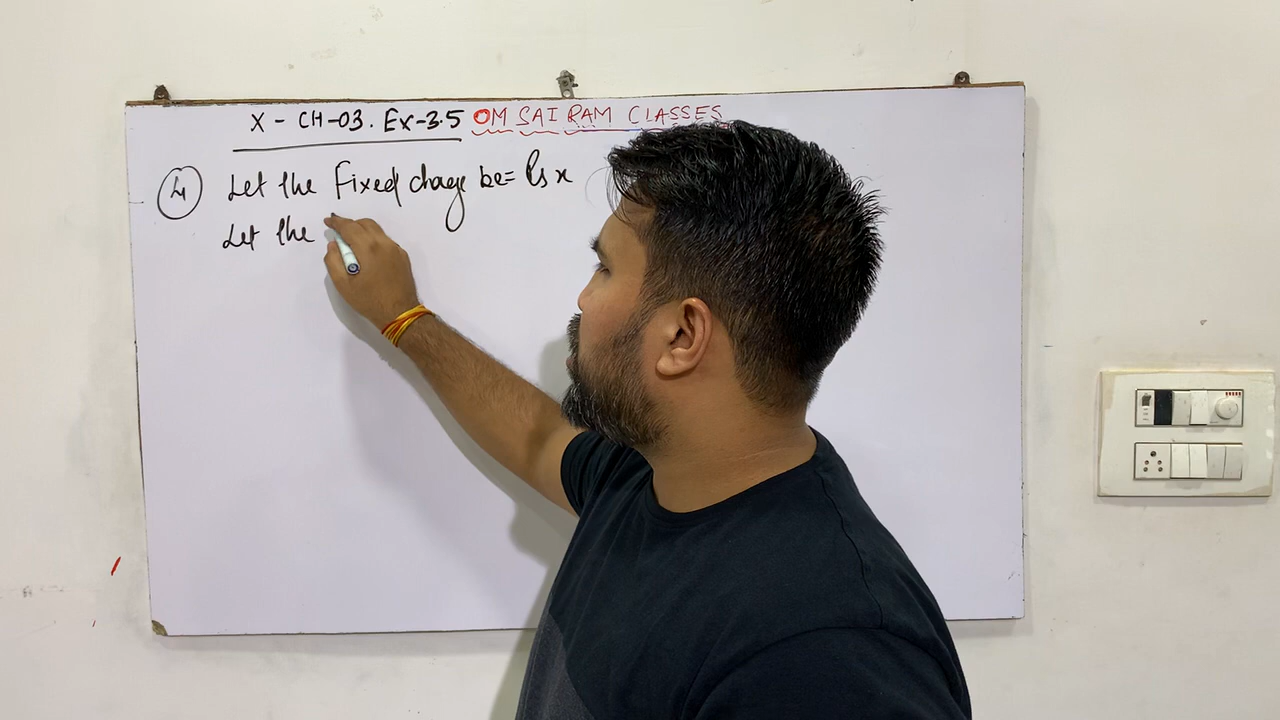 X - CH-03. Ex-3.5 OM SAI RAM CLASSES
4 Let the Fixed charge be = Rs x
Let the